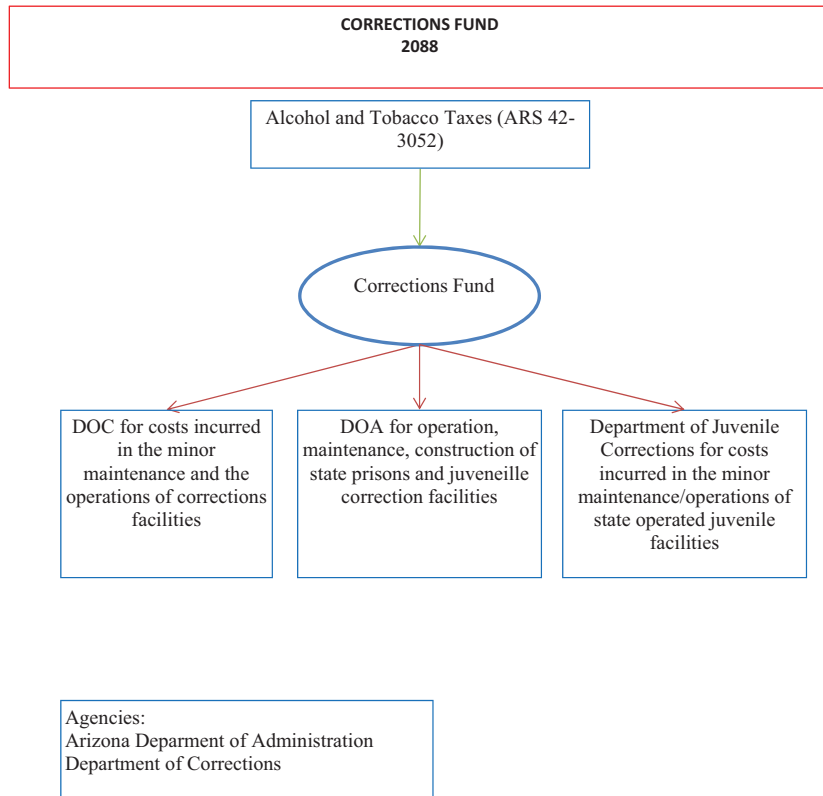 CORRECTIONS FUND
2088
Alcohol and Tobacco Taxes (ARS 42-
3052)
Corrections Fund
DOC for costs incurred
in the minor
maintenance and the
operations of corrections
facilities
DOA for operation,
maintenance, construction of
state prisons and juveneille
correction facilities
Department of Juvenile
Corrections for costs
incurred in the minor
maintenance/operations of
state operated juvenile
facilities
Agencies:
Arizona Deparment of Administration
Department of Corrections